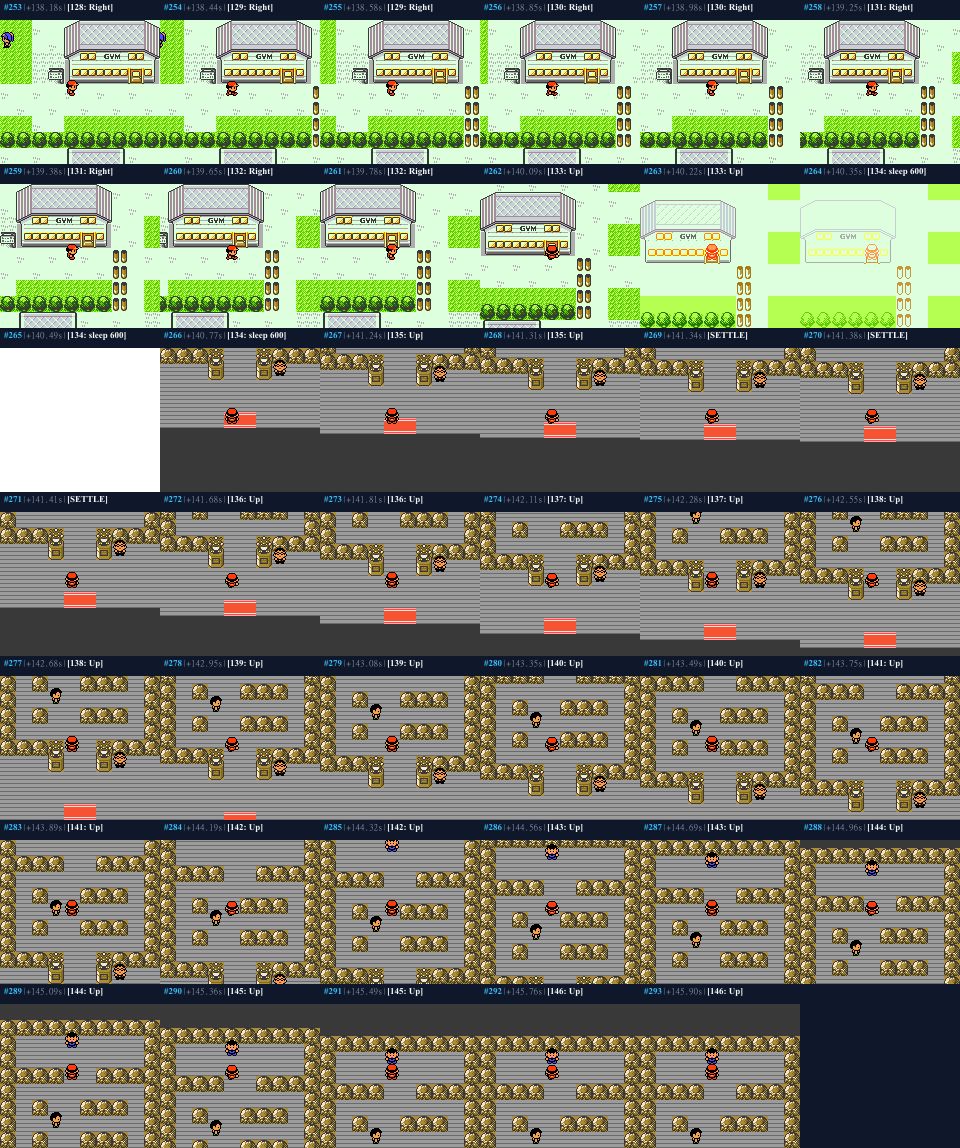 #253 |+138.18s| [128: Right] #254 |+138.44s| [129: Right] #255 |+138.58s| [129: Right] #256 |+138.85s| [130: Right] #257 |+138.98s| [130: Right] #258 |+139.25s| [131: Right]
GYM GYM GYM GYM GYM GYM
#259 |+139.38s| [131: Right] #260 |+139.65s| [132: Right] #261 |+139.78s| [132: Right] #262 |+140.09s| [133: Up] #263 |+140.22s| [133: Up] #264 |+140.35s| [134: sleep 600]
GYM GYM GYM GYM GYM GYM
#265 |+140.49s| [134: sleep 600] #266 |+140.77s| [134: sleep 600] #267 |+141.24s| [135: Up] #268 |+141.31s| [135: Up] #269 |+141.34s| [SETTLE] #270 |+141.38s| [SETTLE]
#271 |+141.41s| [SETTLE] #272 |+141.68s| [136: Up] #273 |+141.81s| [136: Up] #274 |+142.11s| [137: Up] #275 |+142.28s| [137: Up] #276 |+142.55s| [138: Up]
#277 |+142.68s| [138: Up] #278 |+142.95s| [139: Up] #279 |+143.08s| [139: Up] #280 |+143.35s| [140: Up] #281 |+143.49s| [140: Up] #282 |+143.75s| [141: Up]
#283 |+143.89s| [141: Up] #284 |+144.19s| [142: Up] #285 |+144.32s| [142: Up] #286 |+144.56s| [143: Up] #287 |+144.69s| [143: Up] #288 |+144.96s| [144: Up]
#289 |+145.09s| [144: Up] #290 |+145.36s| [145: Up] #291 |+145.49s| [145: Up] #292 |+145.76s| [146: Up] #293 |+145.90s| [146: Up]